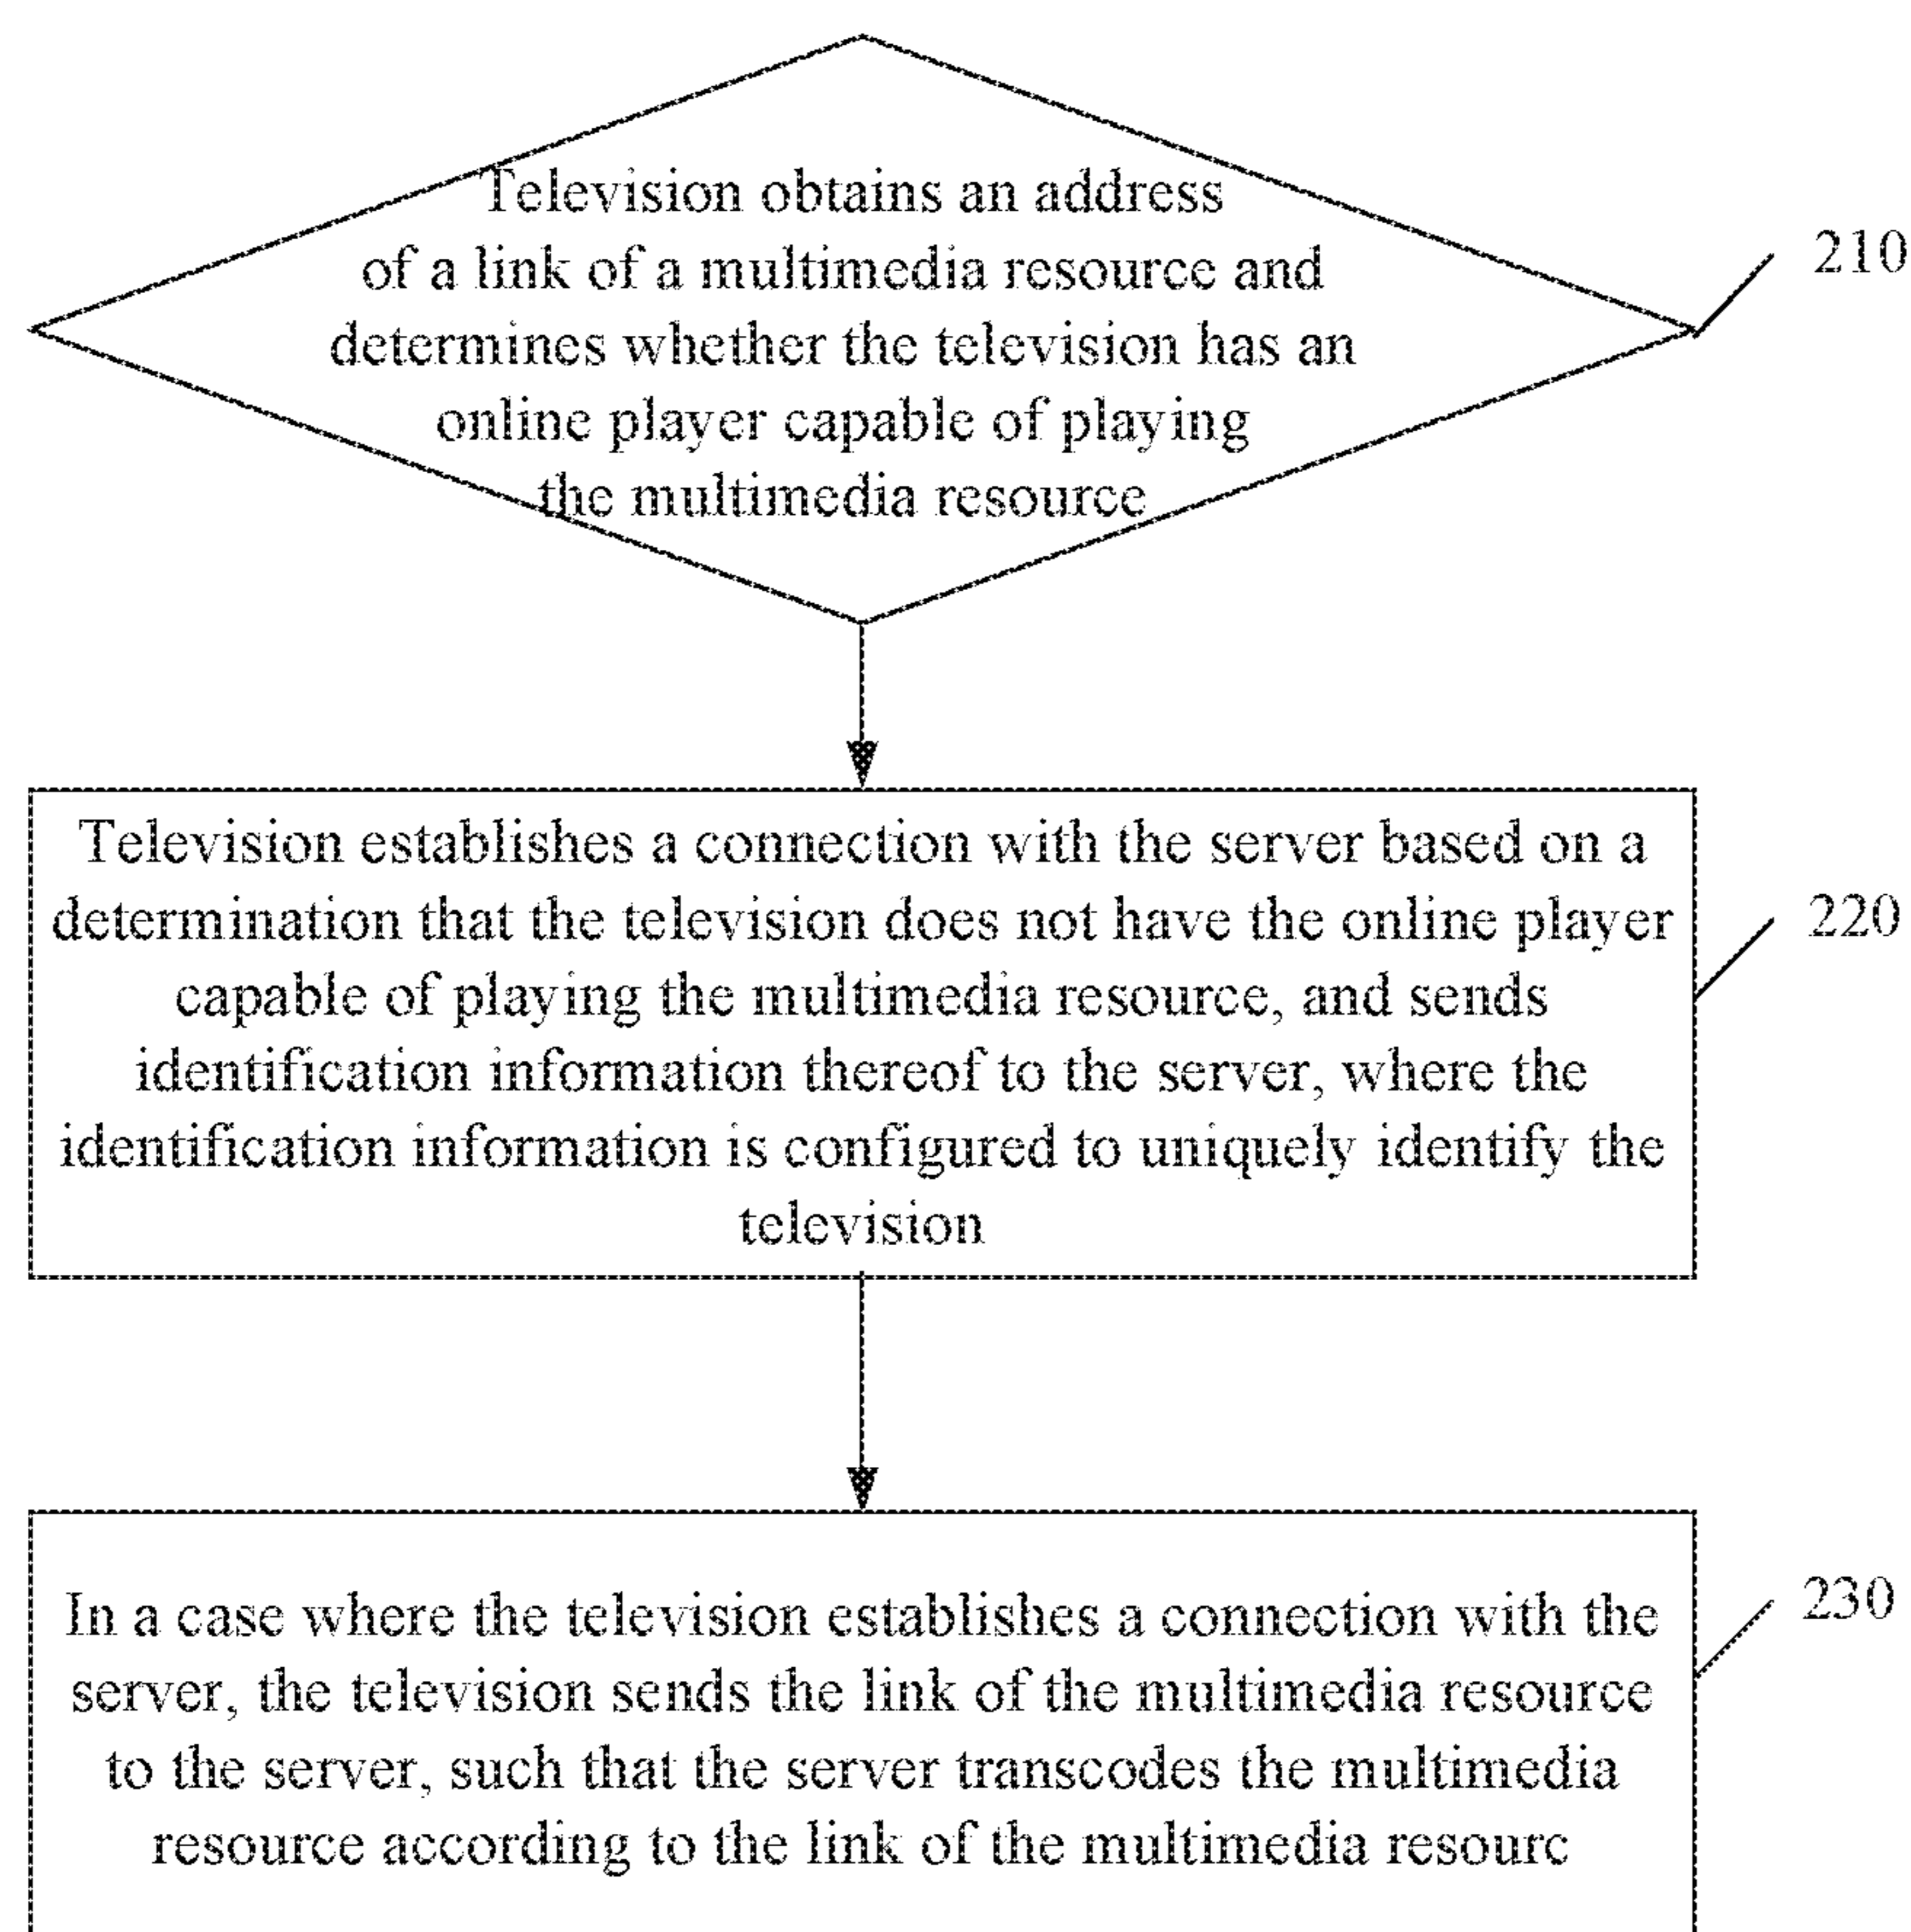 Television obtains an address
of a link of a multimedia resource and
determines whether the television has an
online player capable of playing
the multimedia resource
210
Television establishes a connection with the server based on a
determination that the television does not have the online player
capable of playing the multimedia resource, and sends
identification information thereof to the server, where the
identification information is configured to uniquely identify the
television
220
In a case where the television establishes a connection with the
server, the television sends the link of the multimedia resource
to the server, such that the server transcodes the multimedia
resource according to the link of the multimedia resourc
230